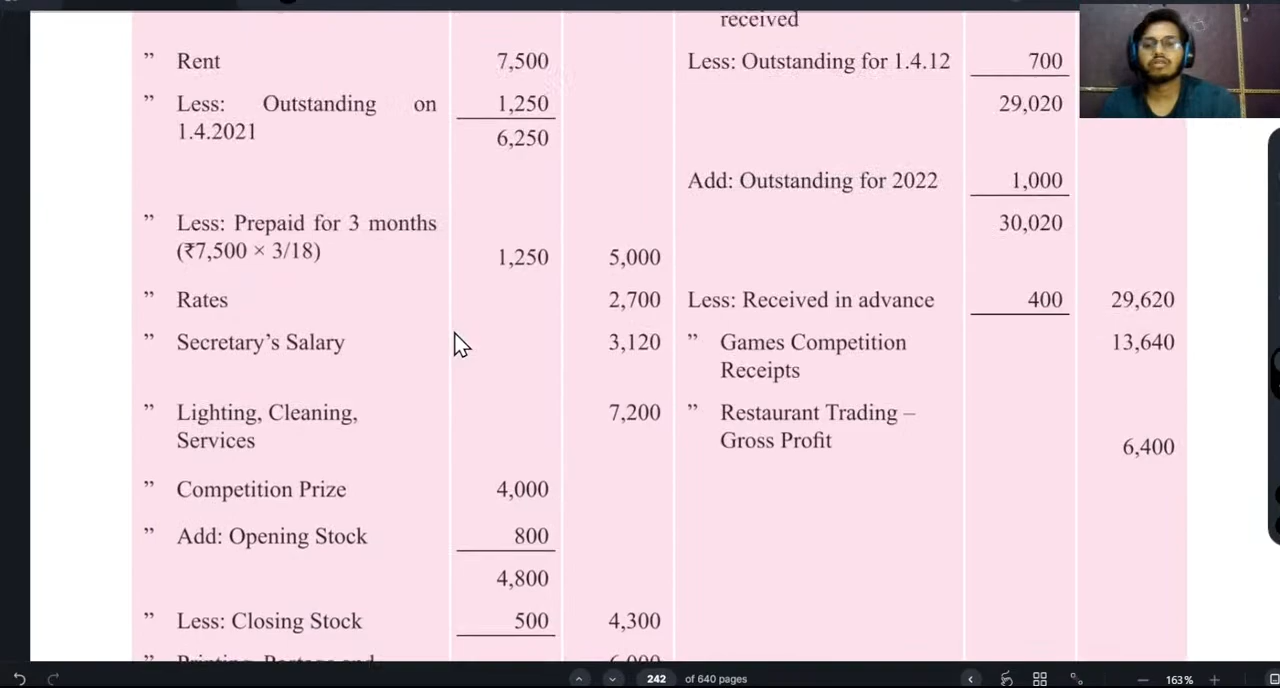 received
” Rent 7,500 Less: Outstanding for 1.4.12 700
” Less: Outstanding on 1,250 29,020
1.4.2021 6,250
Add: Outstanding for 2022 1,000
” Less: Prepaid for 3 months 30,020
(₹7,500 × 3/18) 1,250 5,000
” Rates 2,700 Less: Received in advance 400 29,620
” Secretary’s Salary 3,120 ” Games Competition 13,640
Receipts
” Lighting, Cleaning, 7,200 ” Restaurant Trading –
Services Gross Profit 6,400
” Competition Prize 4,000
” Add: Opening Stock 800
4,800
” Less: Closing Stock 500 4,300
” Printing, Postage and 6,000
242 of 640 pages 163%